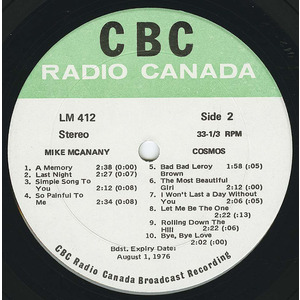 CBC
RADIO CANADA
LM 412
Side 2
Stereo
33-1/3 RPM
MIKE MCANANY
1. A Memory 2:38 (0:00)
2. Last Night 2:27 (0:07)
3. Simple Song To
You 2:12 (0:08)
4. So Painful To
Me 2:34 (0:08)
COSMOS
5. Bad Bad Leroy 1:58 (:05)
Brown
6. The Most Beautiful
Girl 2:12 (:00)
7. I Won't Last a Day Without
You 2:06 (:05)
8. Let Me Be The One
2:22 (:13)
9. Rolling Down The
Hill 2:22 (:09)
10. Bye, Bye Love
2:02 (:00)
Bdst. Expiry Date:
August 1, 1976
CBC Radio Canada Broadcast Recording